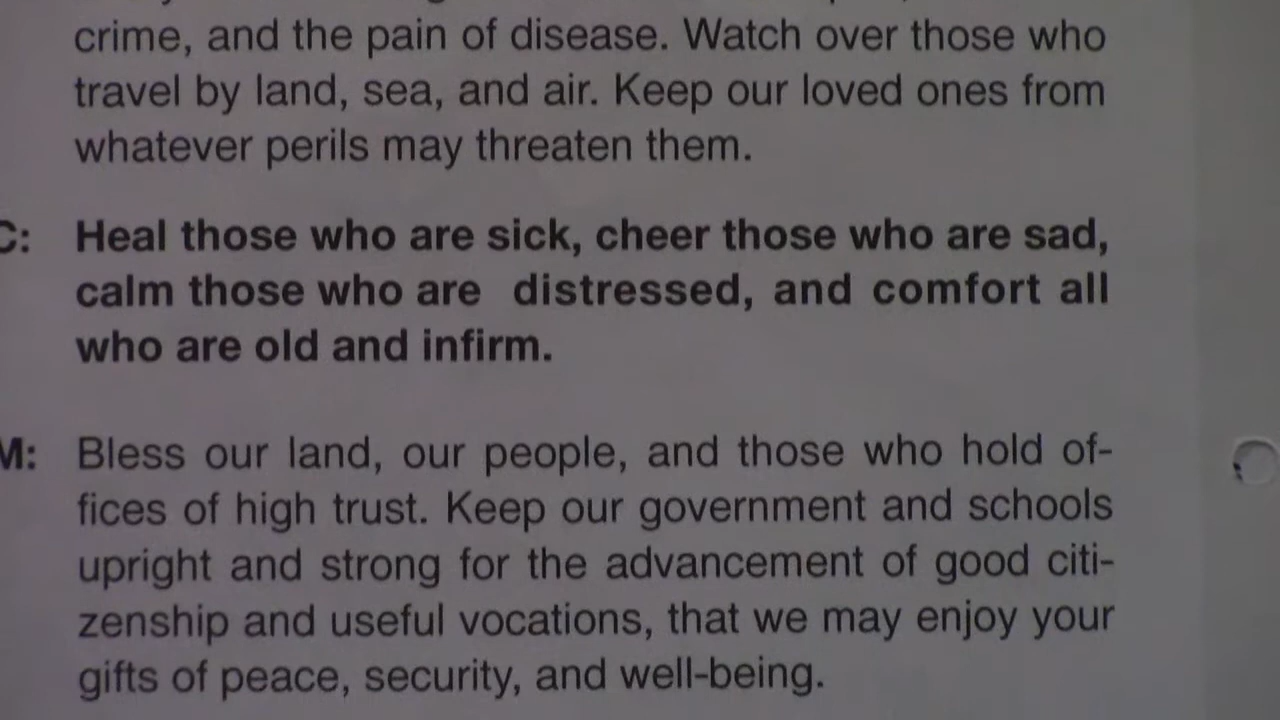 crime, and the pain of disease. Watch over those who
travel by land, sea, and air. Keep our loved ones from
whatever perils may threaten them.
C: Heal those who are sick, cheer those who are sad,
calm those who are distressed, and comfort all
who are old and infirm.
M: Bless our land, our people, and those who hold of-
fices of high trust. Keep our government and schools
upright and strong for the advancement of good citi-
zenship and useful vocations, that we may enjoy your
gifts of peace, security, and well-being.